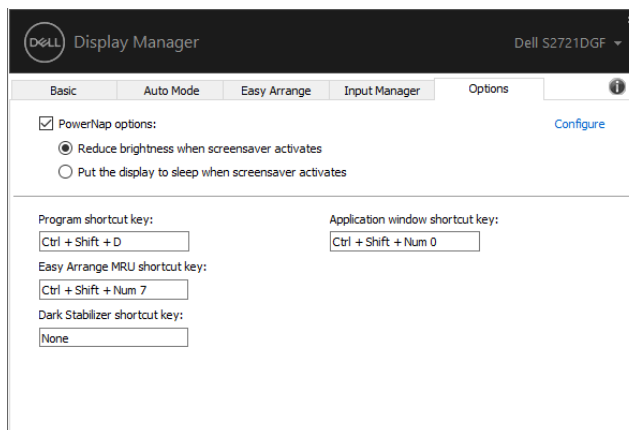 DELL Display Manager Dell S2721DGF
Basic Auto Mode Easy Arrange Input Manager Options
PowerNap options: Configure
Reduce brightness when screensaver activates
Put the display to sleep when screensaver activates
Program shortcut key: Application window shortcut key:
Ctrl + Shift + D Ctrl + Shift + Num 0
Easy Arrange MRU shortcut key:
Ctrl + Shift + Num 7
Dark Stabilizer shortcut key:
None